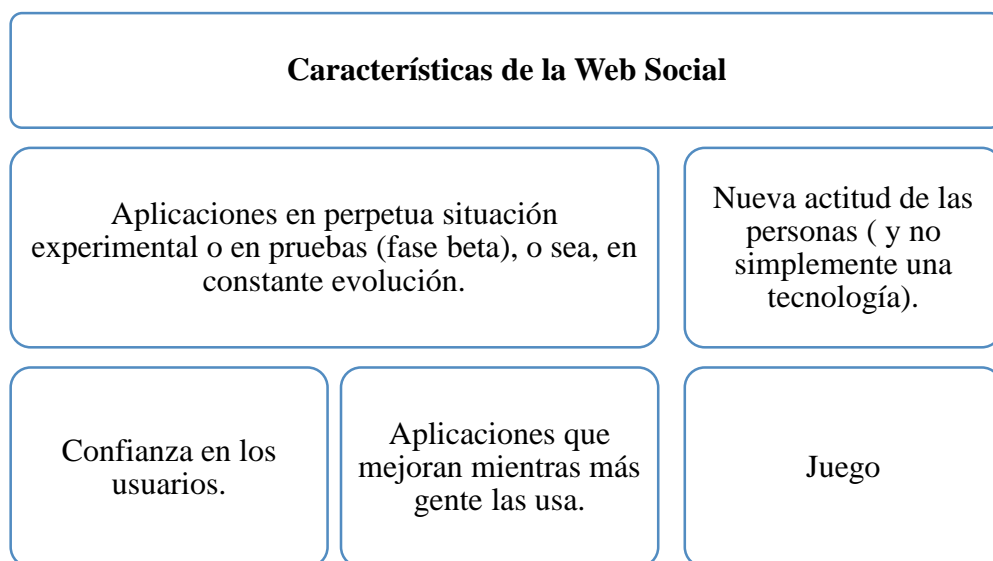 Características de la Web Social
Aplicaciones en perpetua situación
experimental o en pruebas (fase beta), o sea, en
constante evolución.
Nueva actitud de las
personas ( y no
simplemente una
tecnología).
Confianza en los
usuarios.
Aplicaciones que
mejoran mientras más
gente las usa.
Juego